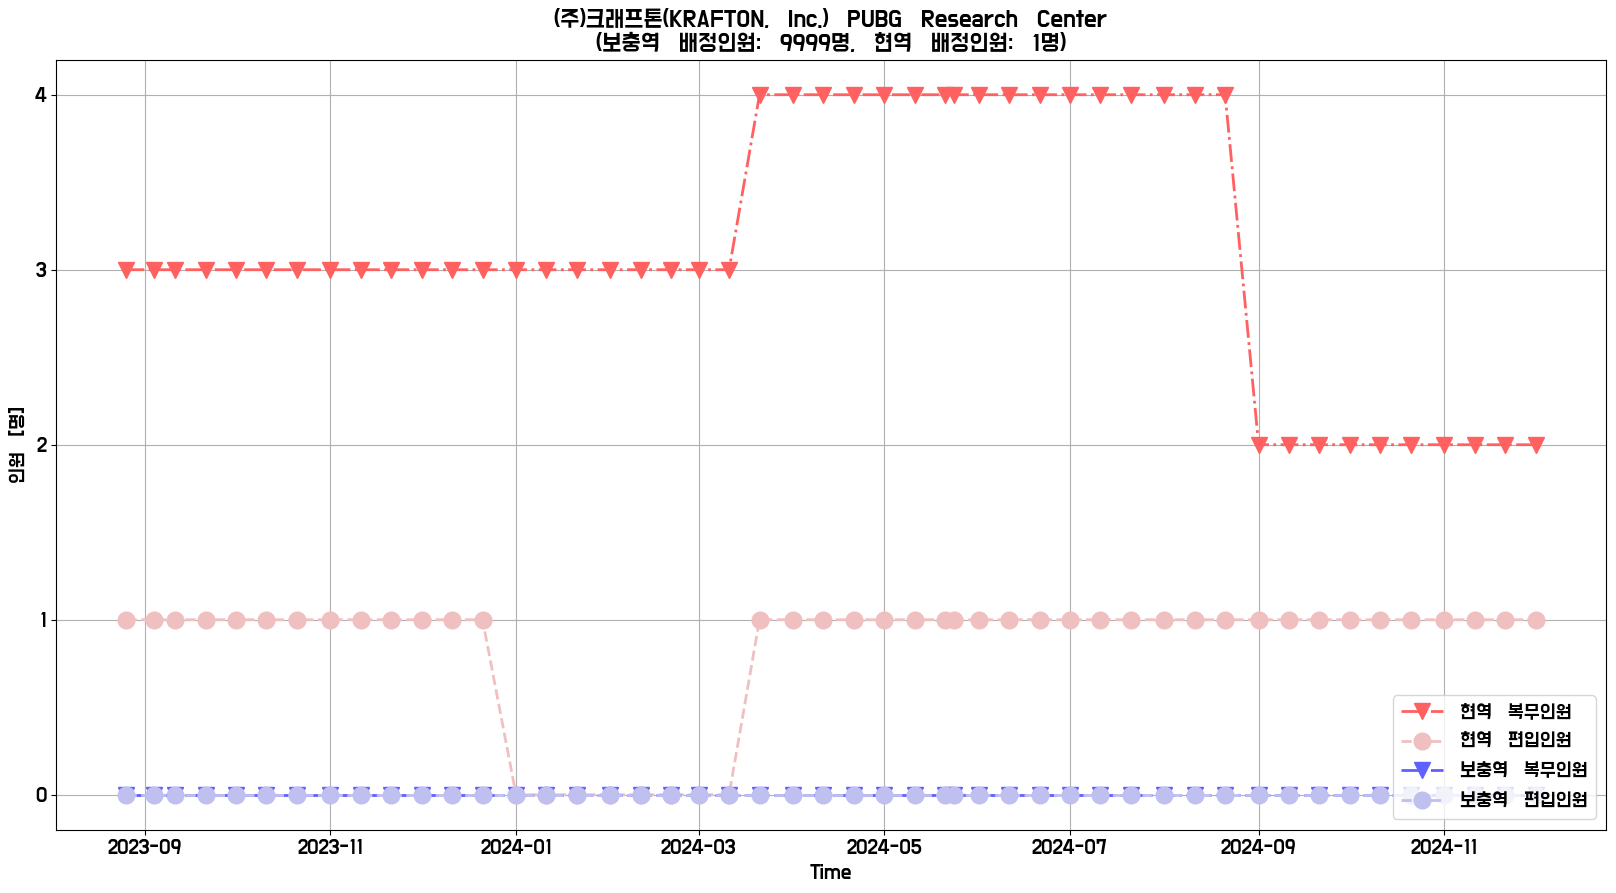 (주)크래프톤(KRAFTON, Inc.) PUBG Research Center
(보충역 배정인원: 9999명, 현역 배정인원: 1명)
4
3
2
1
0
인원 [명]
현역 복무인원
현역 편입인원
보충역 복무인원
보충역 편입인원
2023-09 2023-11 2024-01 2024-03 2024-05 2024-07 2024-09 2024-11
Time